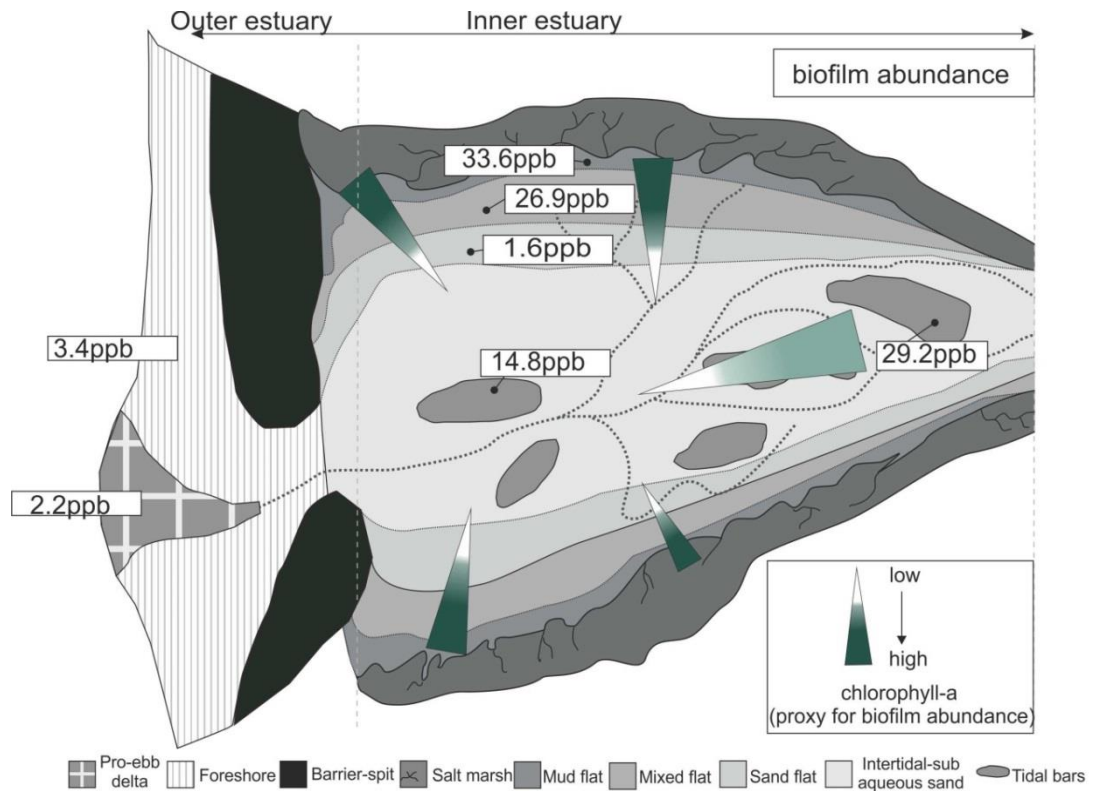 Outer estuary
Inner estuary
biofilm abundance
33.6ppb
26.9ppb
1.6ppb
3.4ppb
14.8ppb
29.2ppb
2.2ppb
low
high
chlorophyll-a
(proxy for biofilm abundance)
Pro-ebb
delta
Foreshore
Barrier-spit
Salt marsh
Mud flat
Mixed flat
Sand flat
Intertidal-sub
aqueous sand
Tidal bars